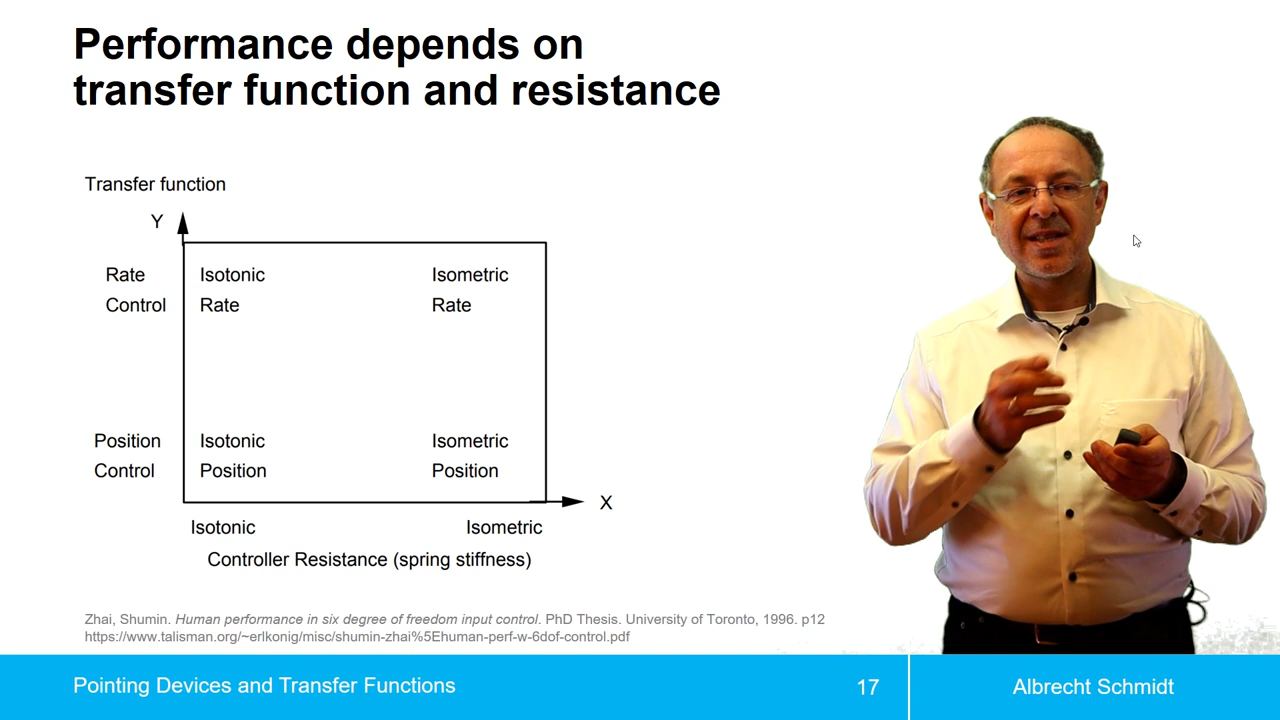 Performance depends on
transfer function and resistance
Transfer function
Y
Rate
Control
Isotonic
Rate
Isometric
Rate
Position
Control
Isotonic
Position
Isometric
Position
X
Isotonic
Isometric
Controller Resistance (spring stiffness)
Zhai, Shumin. Human performance in six degree of freedom input control. PhD Thesis. University of Toronto, 1996. p12
https://www.talisman.org/~erlkonig/misc/shumin-zhai%5Ehuman-perf-w-6dof-control.pdf
Pointing Devices and Transfer Functions
17
Albrecht Schmidt